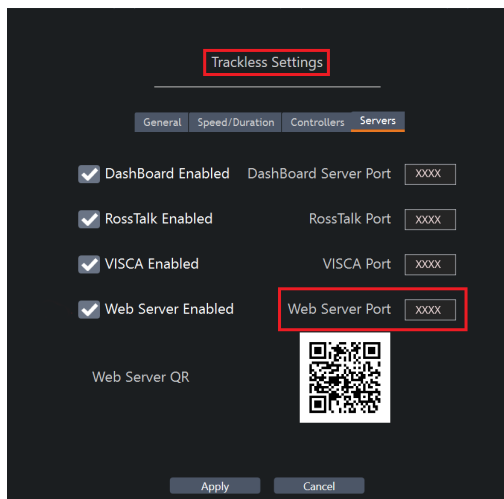 Trackless Settings
General Speed/Duration Controllers Servers
DashBoard Enabled DashBoard Server Port XXXX
RossTalk Enabled RossTalk Port XXXX
VISCA Enabled VISCA Port XXXX
Web Server Enabled Web Server Port XXXX
Web Server QR
Apply Cancel